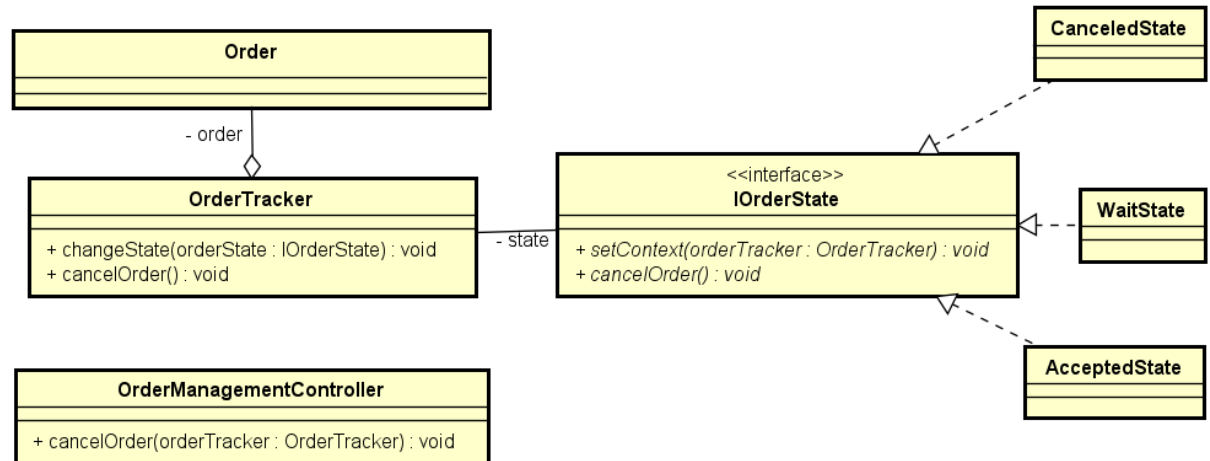 CanceledState
Order
- order
<<interface>>
IOrderState
OrderTracker
WaitState
- state
+ changeState(orderState : IOrderState) : void
+ cancelOrder() : void
+ setContext(orderTracker : OrderTracker) : void
+ cancelOrder() : void
AcceptedState
OrderManagementController
+ cancelOrder(orderTracker : OrderTracker) : void